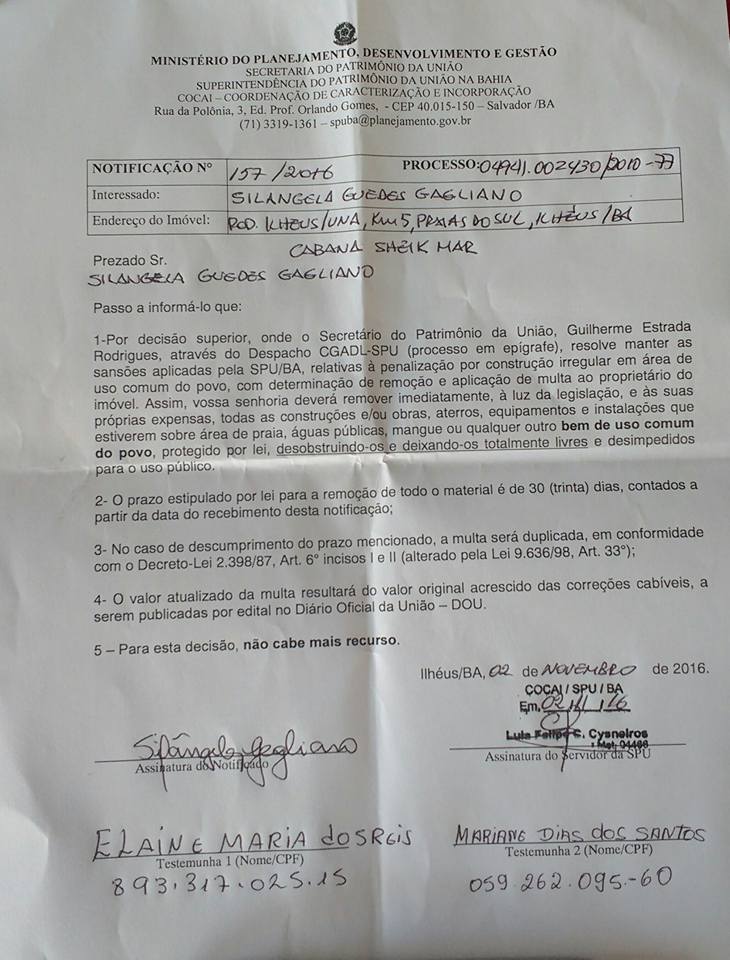 MINISTÉRIO DO PLANEJAMENTO, DESENVOLVIMENTO E GESTÃO
SECRETARIA DO PATRIMÔNIO DA UNIÃO
SUPERINTENDÊNCIA DO PATRIMÔNIO DA UNIÃO NA BAHIA
COCAI – COORDENAÇÃO DE CARACTERIZAÇÃO E INCORPORAÇÃO
Rua da Polônia, 3, Ed. Prof. Orlando Gomes, - CEP 40.015-150 – Salvador /BA
(71) 3319-1361 – spuba@planejamento.gov.br
NOTIFICAÇÃO Nº 157/2016 PROCESSO: 04941.002430/2010-77
Interessado: SILANGELA GUEDES GAGLIANO
Endereço do Imóvel: ROD. ILHÉUS/UNA, KM 5, PRAIAS DO SUL, ILHÉUS/BA
CABANA SHEIK MAR
Prezado Sr.
SILANGELA GUEDES GAGLIANO
Passo a informá-lo que:
1-Por decisão superior, onde o Secretário do Patrimônio da União, Guilherme Estrada
Rodrigues, através do Despacho CGADL-SPU (processo em epígrafe), resolve manter as
sansões aplicadas pela SPU/BA, relativas à penalização por construção irregular em área de
uso comum do povo, com determinação de remoção e aplicação de multa ao proprietário do
imóvel. Assim, vossa senhoria deverá remover imediatamente, à luz da legislação, e às suas
próprias expensas, todas as construções e/ou obras, aterros, equipamentos e instalações que
estiverem sobre área de praia, águas públicas, mangue ou qualquer outro bem de uso comum
do povo, protegido por lei, desobstruindo-os e deixando-os totalmente livres e desimpedidos
para o uso público.
2- O prazo estipulado por lei para a remoção de todo o material é de 30 (trinta) dias, contados a
partir da data do recebimento desta notificação;
3- No caso de descumprimento do prazo mencionado, a multa será duplicada, em conformidade
com o Decreto-Lei 2.398/87, Art. 6° incisos I e II (alterado pela Lei 9.636/98, Art. 33°);
4- O valor atualizado da multa resultará do valor original acrescido das correções cabíveis, a
serem publicadas por edital no Diário Oficial da União – DOU.
5 – Para esta decisão, não cabe mais recurso.
Ilhéus/BA, 02 de NOVEMBRO de 2016.
COCAI / SPU / BA
Em, 02/11/16
Luis Felipe C. Cysneiros
Mat. 04466
Silângela Gagliano
Assinatura do Notificado
Assinatura do Servidor da SPU
ELAINE MARIA dos REIS
Testemunha 1 (Nome/CPF)
893.317.025.15
MARIANE DIAS DOS SANTOS
Testemunha 2 (Nome/CPF)
059.262.095-60